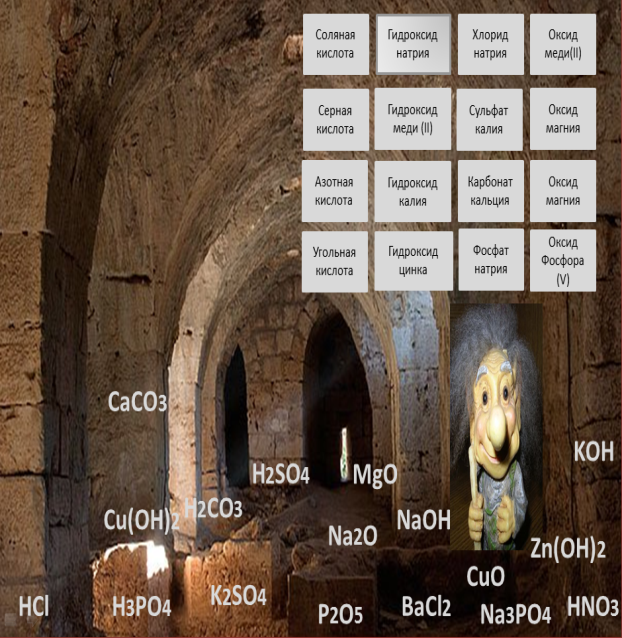 Соляная
кислота
Гидроксид
натрия
Хлорид
натрия
Оксид
меди(II)
Серная
кислота
Гидроксид
меди (II)
Сульфат
калия
Оксид
магния
Азотная
кислота
Гидроксид
калия
Карбонат
кальция
Оксид
магния
Угольная
кислота
Гидроксид
цинка
Фосфат
натрия
Оксид
Фосфора
(V)
CaCO3
KOH
H2SO4
MgO
H2CO3
Cu(OH)2
NaOH
Na2O
Zn(OH)2
CuO
HCl
H3PO4
K2SO4
P2O5
BaCl2
Na3PO4
HNO3